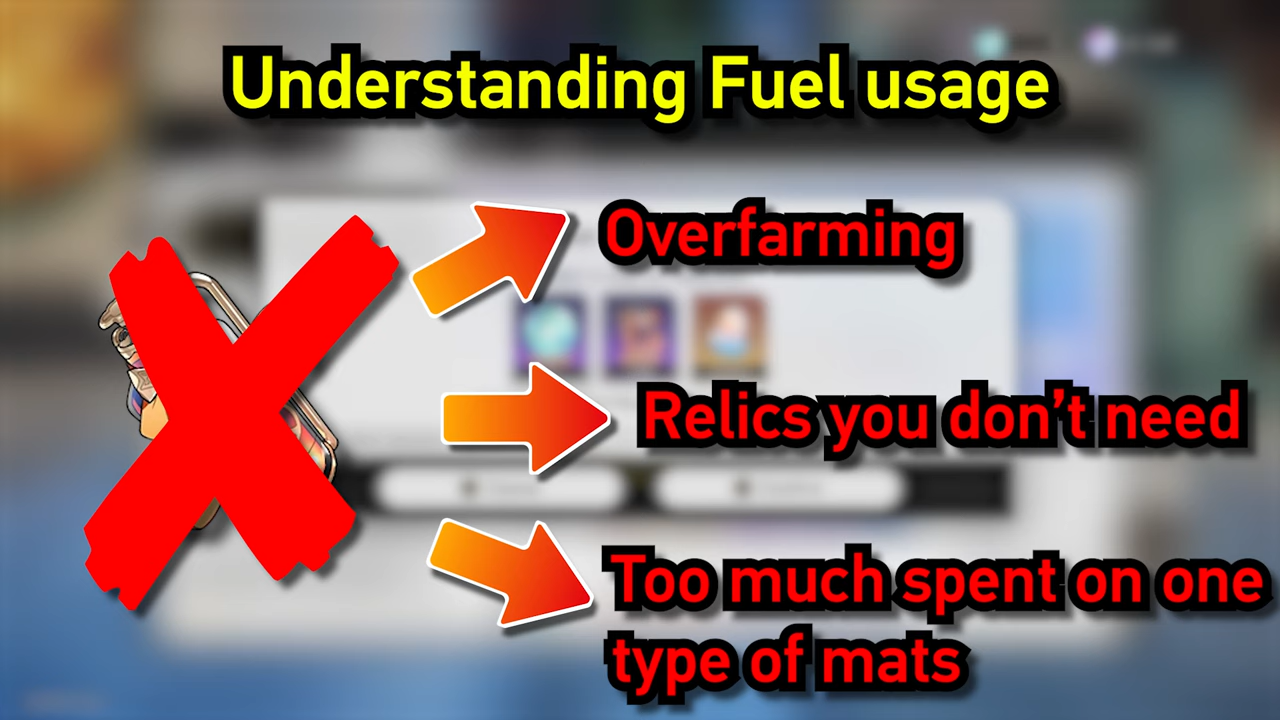 Understanding Fuel usage
Overfarming
Relics you don't need
Too much spent on one
type of mats